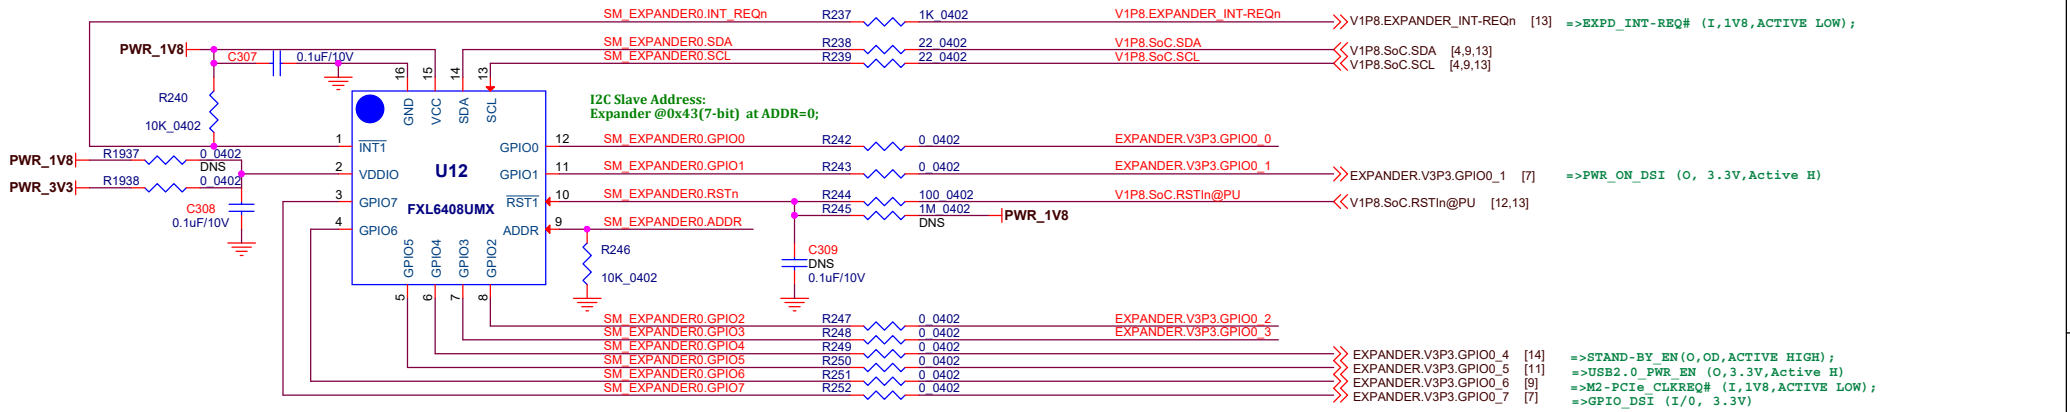 SM_EXPANDER0.INT_REQn R237 1K_0402 V1P8.EXPANDER_INT-REQn V1P8.EXPANDER_INT-REQn [13] =>EXPD_INT-REQ# (I,1V8,ACTIVE LOW);
PWR_1V8 SM_EXPANDER0.SDA R238 22_0402 V1P8.SoC.SDA V1P8.SoC.SDA [4,9,13]
C307 0.1uF/10V SM_EXPANDER0.SCL R239 22_0402 V1P8.SoC.SCL V1P8.SoC.SCL [4,9,13]
16 15 14 13
GND VCC SDA SCL
R240
10K_0402
I2C Slave Address:
Expander @0x43(7-bit) at ADDR=0;
1 INT1 GPIO0 12 SM_EXPANDER0.GPIO0 R242 0_0402 EXPANDER.V3P3.GPIO0_0
PWR_1V8 R1937 0_0402
DNS
2 VDDIO U12 GPIO1 11 SM_EXPANDER0.GPIO1 R243 0_0402 EXPANDER.V3P3.GPIO0_1 EXPANDER.V3P3.GPIO0_1 [7] =>PWR_ON_DSI (O, 3.3V,Active H)
PWR_3V3 R1938 0_0402
3 GPIO7 FXL6408UMX RST1 10 SM_EXPANDER0.RSTn R244 100_0402 V1P8.SoC.RSTIn@PU V1P8.SoC.RSTIn@PU [12,13]
C308
0.1uF/10V
R245 1M_0402 PWR_1V8
DNS
4 GPIO6 ADDR 9 SM_EXPANDER0.ADDR
GPIO5 GPIO4 GPIO3 GPIO2
R246
10K_0402
C309
DNS
0.1uF/10V
5 6 7 8
SM_EXPANDER0.GPIO2 R247 0_0402 EXPANDER.V3P3.GPIO0_2
SM_EXPANDER0.GPIO3 R248 0_0402 EXPANDER.V3P3.GPIO0_3
SM_EXPANDER0.GPIO4 R249 0_0402 EXPANDER.V3P3.GPIO0_4 [14] =>STAND-BY_EN(O,OD,ACTIVE HIGH);
SM_EXPANDER0.GPIO5 R250 0_0402 EXPANDER.V3P3.GPIO0_5 [11] =>USB2.0_PWR_EN (O,3.3V,Active H)
SM_EXPANDER0.GPIO6 R251 0_0402 EXPANDER.V3P3.GPIO0_6 [9] =>M2-PCIe_CLKREQ# (I,1V8,ACTIVE LOW);
SM_EXPANDER0.GPIO7 R252 0_0402 EXPANDER.V3P3.GPIO0_7 [7] =>GPIO_DSI (I/0, 3.3V)